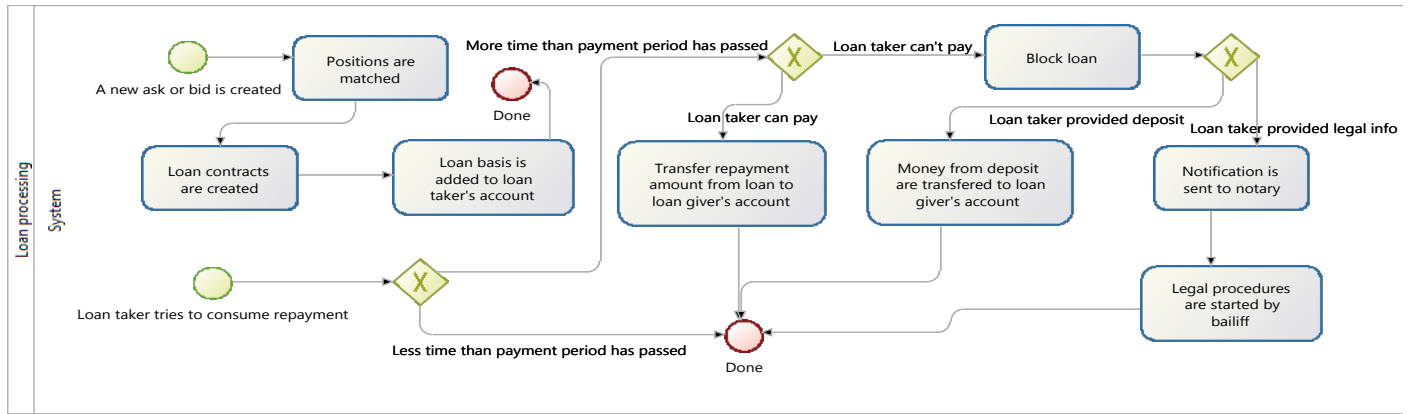 Loan processing
System
A new ask or bid is created
Positions are
matched
Loan contracts
are created
Loan basis is
added to loan
taker's account
Done
More time than payment period has passed
X
Loan taker can't pay
Block loan
X
Loan taker can pay
Loan taker provided deposit
Loan taker provided legal info
Transfer repayment
amount from loan to
loan giver's account
Money from deposit
are transfered to loan
giver's account
Notification is
sent to notary
Legal procedures
are started by
bailiff
Loan taker tries to consume repayment
X
Less time than payment period has passed
Done